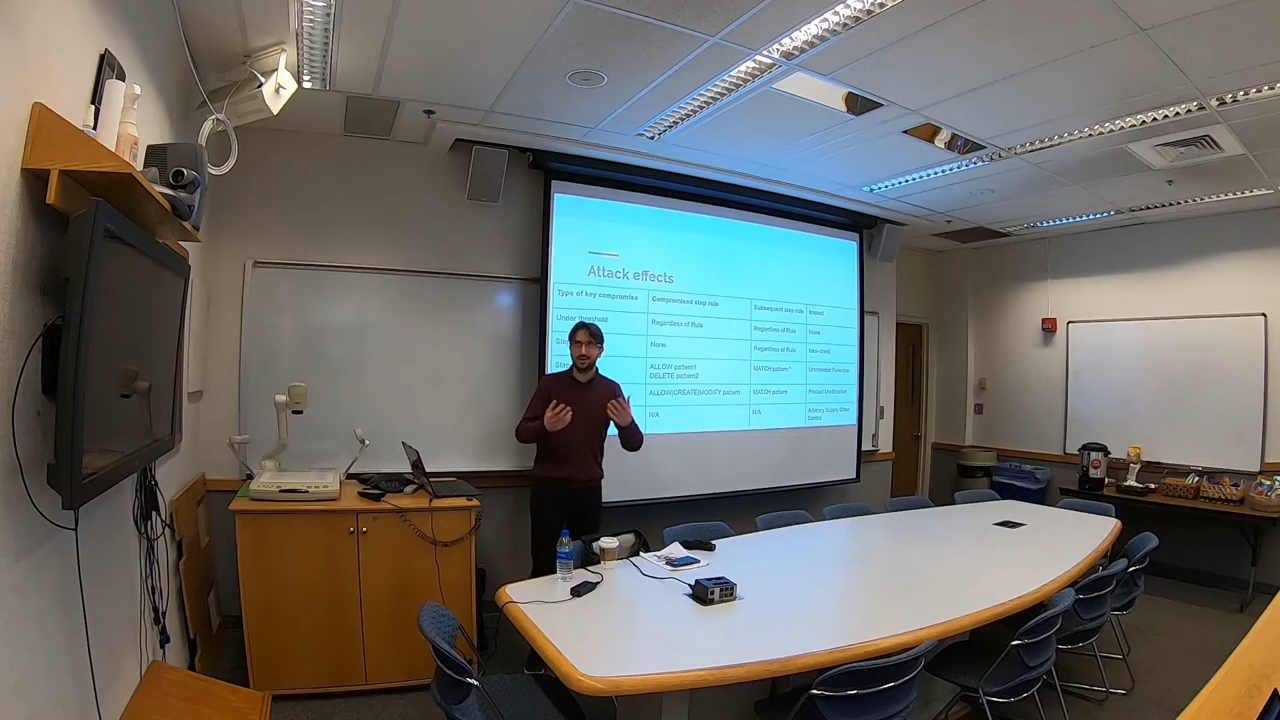 Attack effects
Type of key compromise Compromised step rule Subsequent step rule Impact
Under threshold Regardless of Rule Regardless of Rule None
None Regardless of Rule fake-check
ALLOW pattern1 MATCH pattern * Unintended Retention
DELETE pattern2
ALLOW|CREATE|MODIFY pattern MATCH pattern Product Modification
N/A N/A Arbitrary Supply Chain
Control